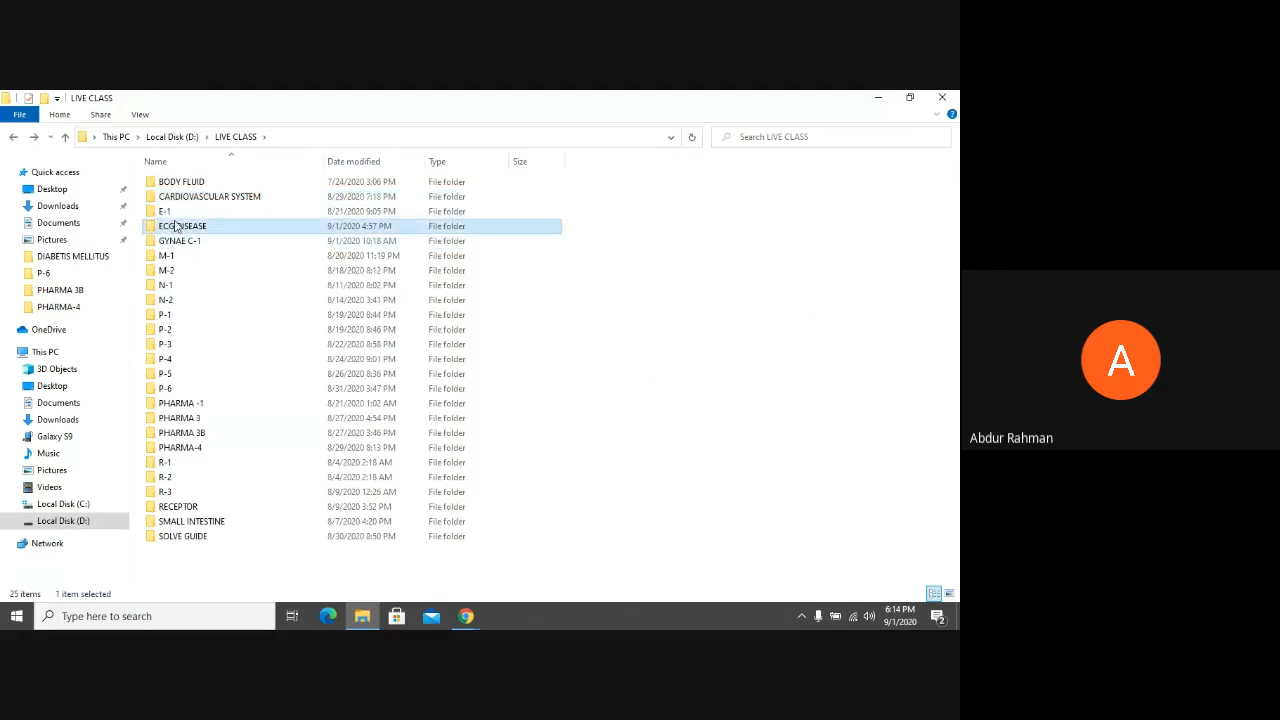 LIVE CLASS
File Home Share View
This PC Local Disk (D:) LIVE CLASS
Search LIVE CLASS
Name Date modified Type Size
Quick access
Desktop
Downloads
Documents
Pictures
DIABETIS MELLITUS
P-6
PHARMA 3B
PHARMA-4
OneDrive
This PC
3D Objects
Desktop
Documents
Downloads
Galaxy S9
Music
Pictures
Videos
Local Disk (C:)
Local Disk (D:)
Network
BODY FLUID 7/24/2020 3:06 PM File folder
CARDIOVASCULAR SYSTEM 8/29/2020 7:18 PM File folder
E-1 8/21/2020 9:05 PM File folder
ECG DISEASE 9/1/2020 4:57 PM File folder
GYNAE C-1 9/1/2020 10:18 AM File folder
M-1 8/20/2020 11:19 PM File folder
M-2 8/18/2020 8:12 PM File folder
N-1 8/11/2020 8:02 PM File folder
N-2 8/14/2020 3:41 PM File folder
P-1 8/19/2020 8:44 PM File folder
P-2 8/19/2020 8:46 PM File folder
P-3 8/22/2020 8:58 PM File folder
P-4 8/24/2020 9:01 PM File folder
P-5 8/26/2020 8:36 PM File folder
P-6 8/31/2020 3:47 PM File folder
PHARMA -1 8/21/2020 1:02 AM File folder
PHARMA 3 8/27/2020 4:54 PM File folder
PHARMA 3B 8/27/2020 3:46 PM File folder
PHARMA-4 8/29/2020 8:13 PM File folder
R-1 8/4/2020 2:18 AM File folder
R-2 8/4/2020 2:18 AM File folder
R-3 8/9/2020 12:26 AM File folder
RECEPTOR 8/9/2020 3:52 PM File folder
SMALL INTESTINE 8/7/2020 4:20 PM File folder
SOLVE GUIDE 8/30/2020 8:50 PM File folder
25 items 1 item selected
Type here to search
6:14 PM
9/1/2020
2
A
Abdur Rahman